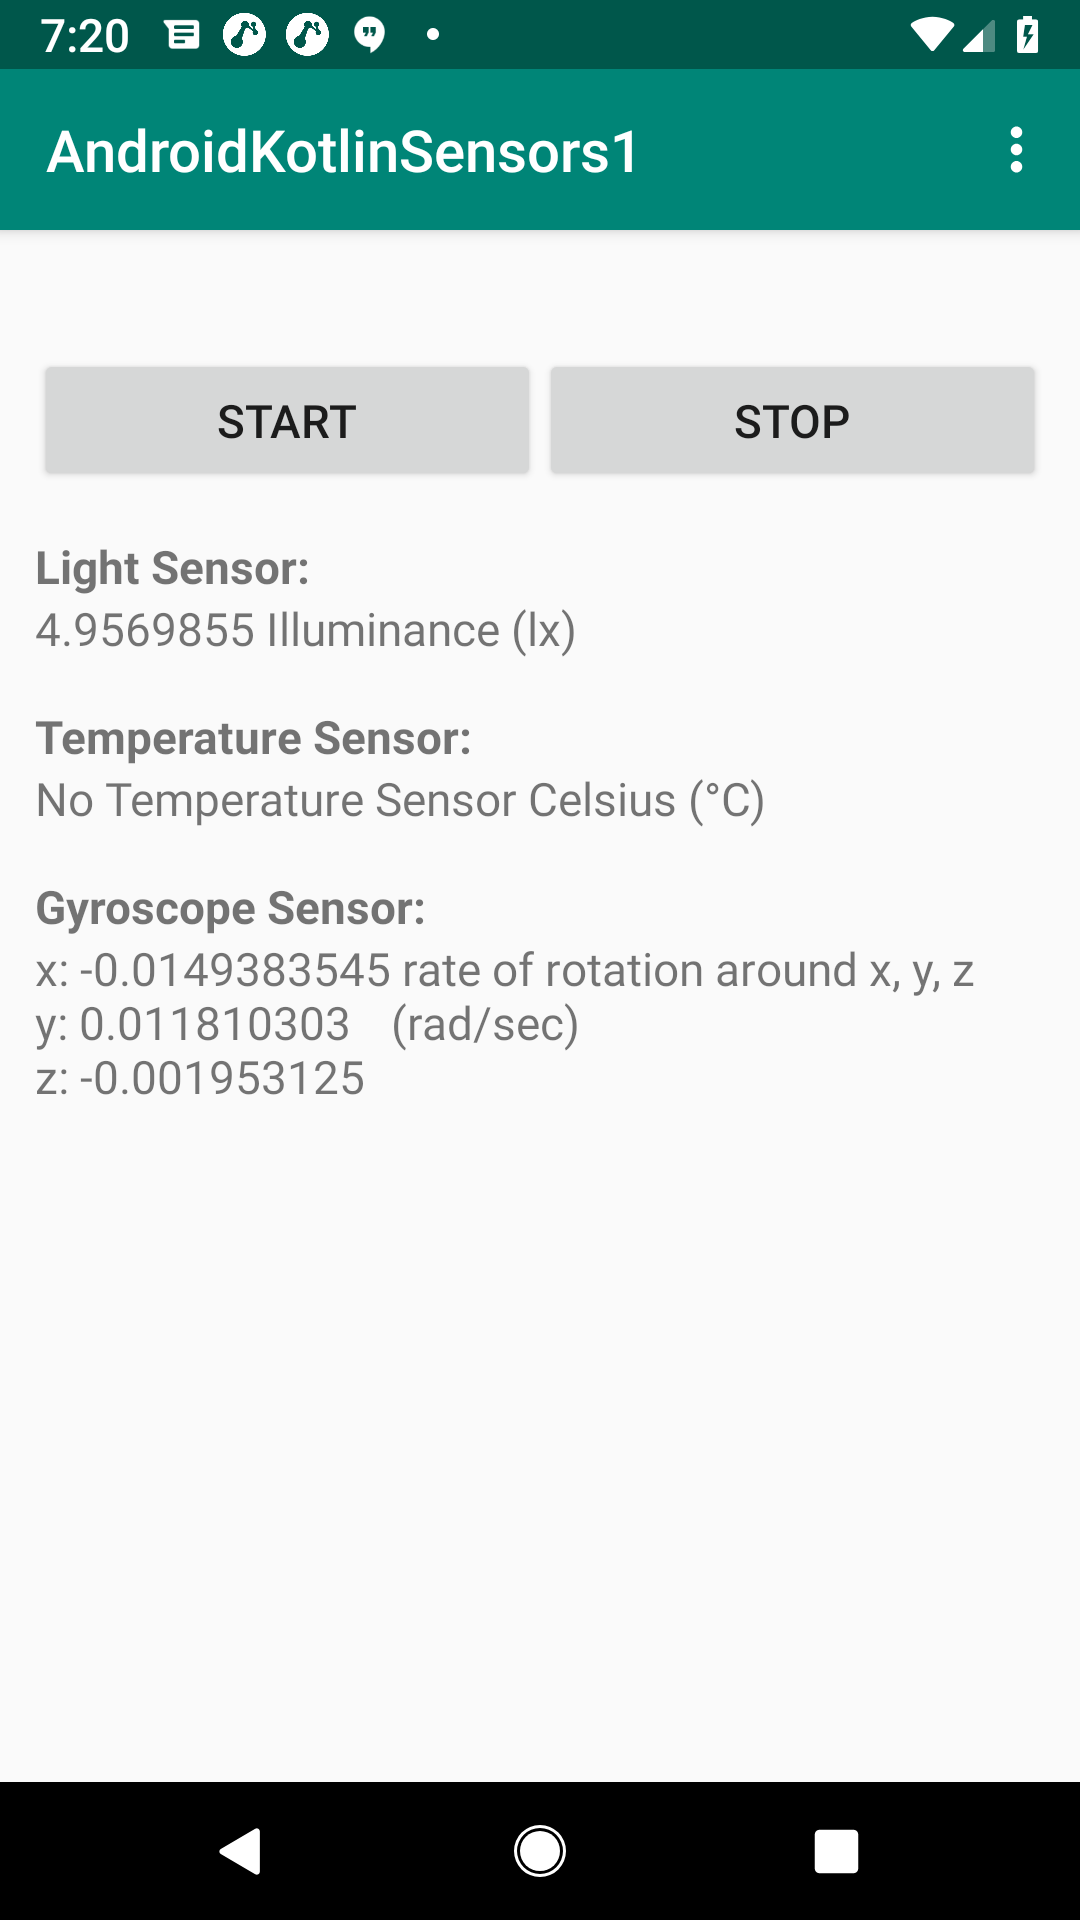 7:20
AndroidKotlinSensors1
START STOP
Light Sensor:
4.9569855 Illuminance (lx)
Temperature Sensor:
No Temperature Sensor Celsius (°C)
Gyroscope Sensor:
x: -0.0149383545 rate of rotation around x, y, z
y: 0.011810303 (rad/sec)
z: -0.001953125